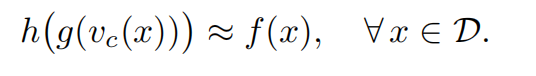 h(g(v_c(x))) ≈ f(x), ∀ x ∈ 𝒟.